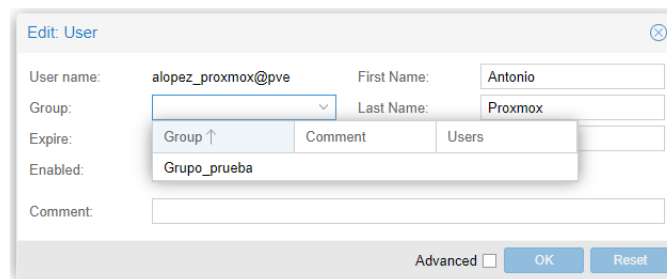 Edit: User
User name: alopez_proxmox@pve First Name: Antonio
Group: Last Name: Proxmox
Expire: Group ↑ Comment Users
Enabled: Grupo_prueba
Comment:
Advanced OK Reset